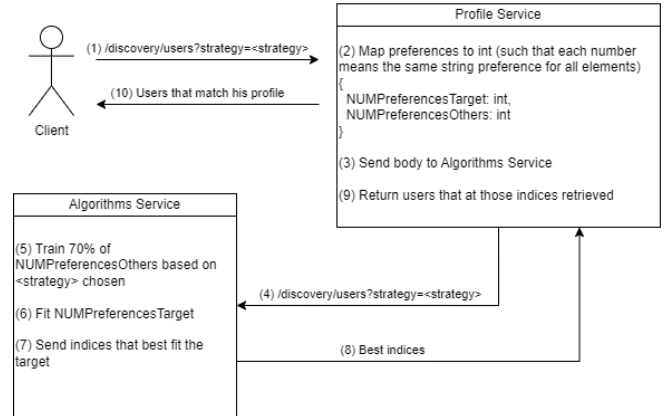 Profile Service
(1) /discovery/users?strategy=<strategy>
(2) Map preferences to int (such that each number
means the same string preference for all elements)
{
NUMPreferencesTarget: int,
NUMPreferencesOthers: int
}
(10) Users that match his profile
Client
(3) Send body to Algorithms Service
(9) Return users that at those indices retrieved
Algorithms Service
(5) Train 70% of
NUMPreferencesOthers based on
<strategy> chosen
(4) /discovery/users?strategy=<strategy>
(6) Fit NUMPreferencesTarget
(7) Send indices that best fit the
target
(8) Best indices